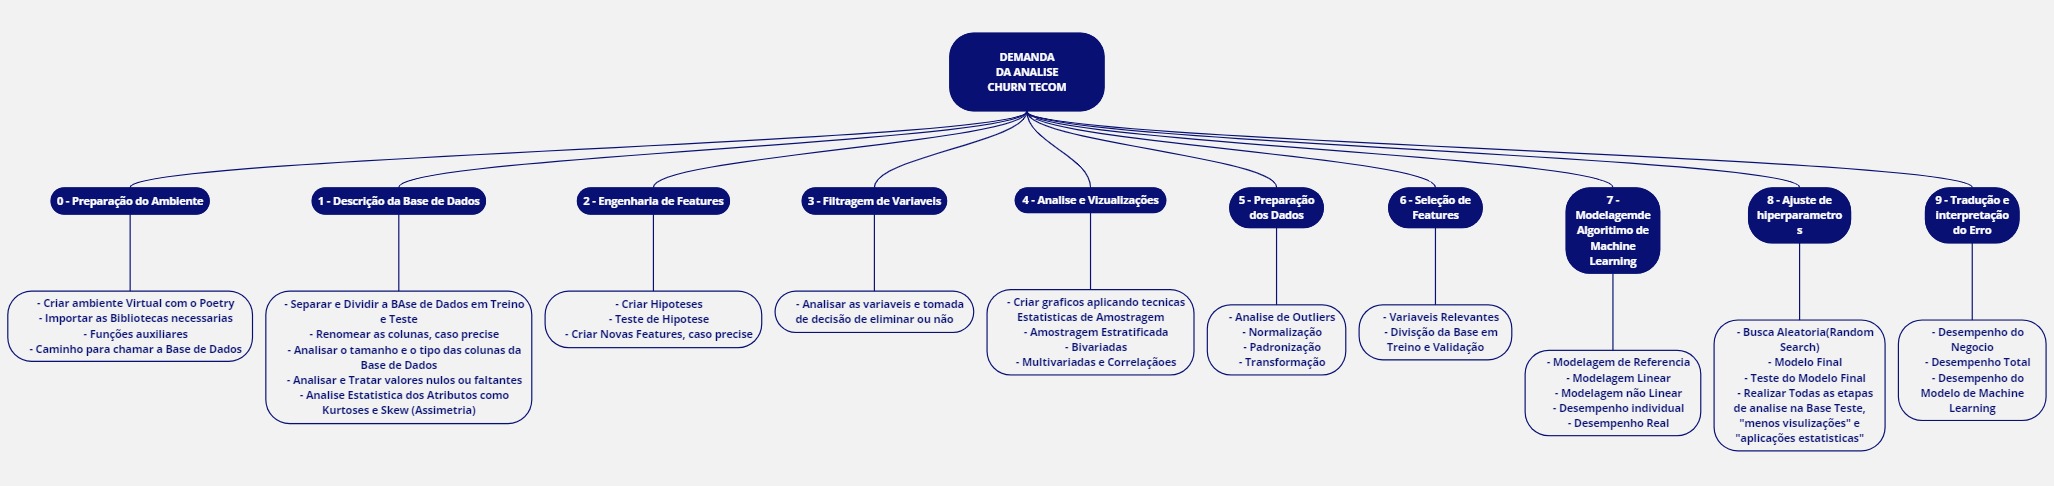 DEMANDA
DA ANALISE
CHURN TECOM
0 - Preparação do Ambiente
- Criar ambiente Virtual com o Poetry
- Importar as Bibliotecas necessarias
- Funções auxiliares
- Caminho para chamar a Base de Dados
1 - Descrição da Base de Dados
- Separar e Dividir a BAse de Dados em Treino
e Teste
- Renomear as colunas, caso precise
- Analisar o tamanho e o tipo das colunas da
Base de Dados
- Analisar e Tratar valores nulos ou faltantes
- Analise Estatistica dos Atributos como
Kurtoses e Skew (Assimetria)
2 - Engenharia de Features
- Criar Hipoteses
- Teste de Hipotese
- Criar Novas Features, caso precise
3 - Filtragem de Variaveis
- Analisar as variaveis e tomada
de decisão de eliminar ou não
4 - Analise e Vizualizações
- Criar graficos aplicando tecnicas
Estatisticas de Amostragem
- Amostragem Estratificada
- Bivariadas
- Multivariadas e Correlaçãoes
5 - Preparação
dos Dados
- Analise de Outliers
- Normalização
- Padronização
- Transformação
6 - Seleção de
Features
- Variaveis Relevantes
- Divisção da Base em
Treino e Validação
7 -
Modelagemde
Algoritimo de
Machine
Learning
- Modelagem de Referencia
- Modelagem Linear
- Modelagem não Linear
- Desempenho individual
- Desempenho Real
8 - Ajuste de
hiperparametro
s
- Busca Aleatoria(Random
Search)
- Modelo Final
- Teste do Modelo Final
- Realizar Todas as etapas
de analise na Base Teste,
"menos visulizações" e
"aplicações estatisticas"
9 - Tradução e
interpretação
do Erro
- Desempenho do
Negocio
- Desempenho Total
- Desempenho do
Modelo de Machine
Learning